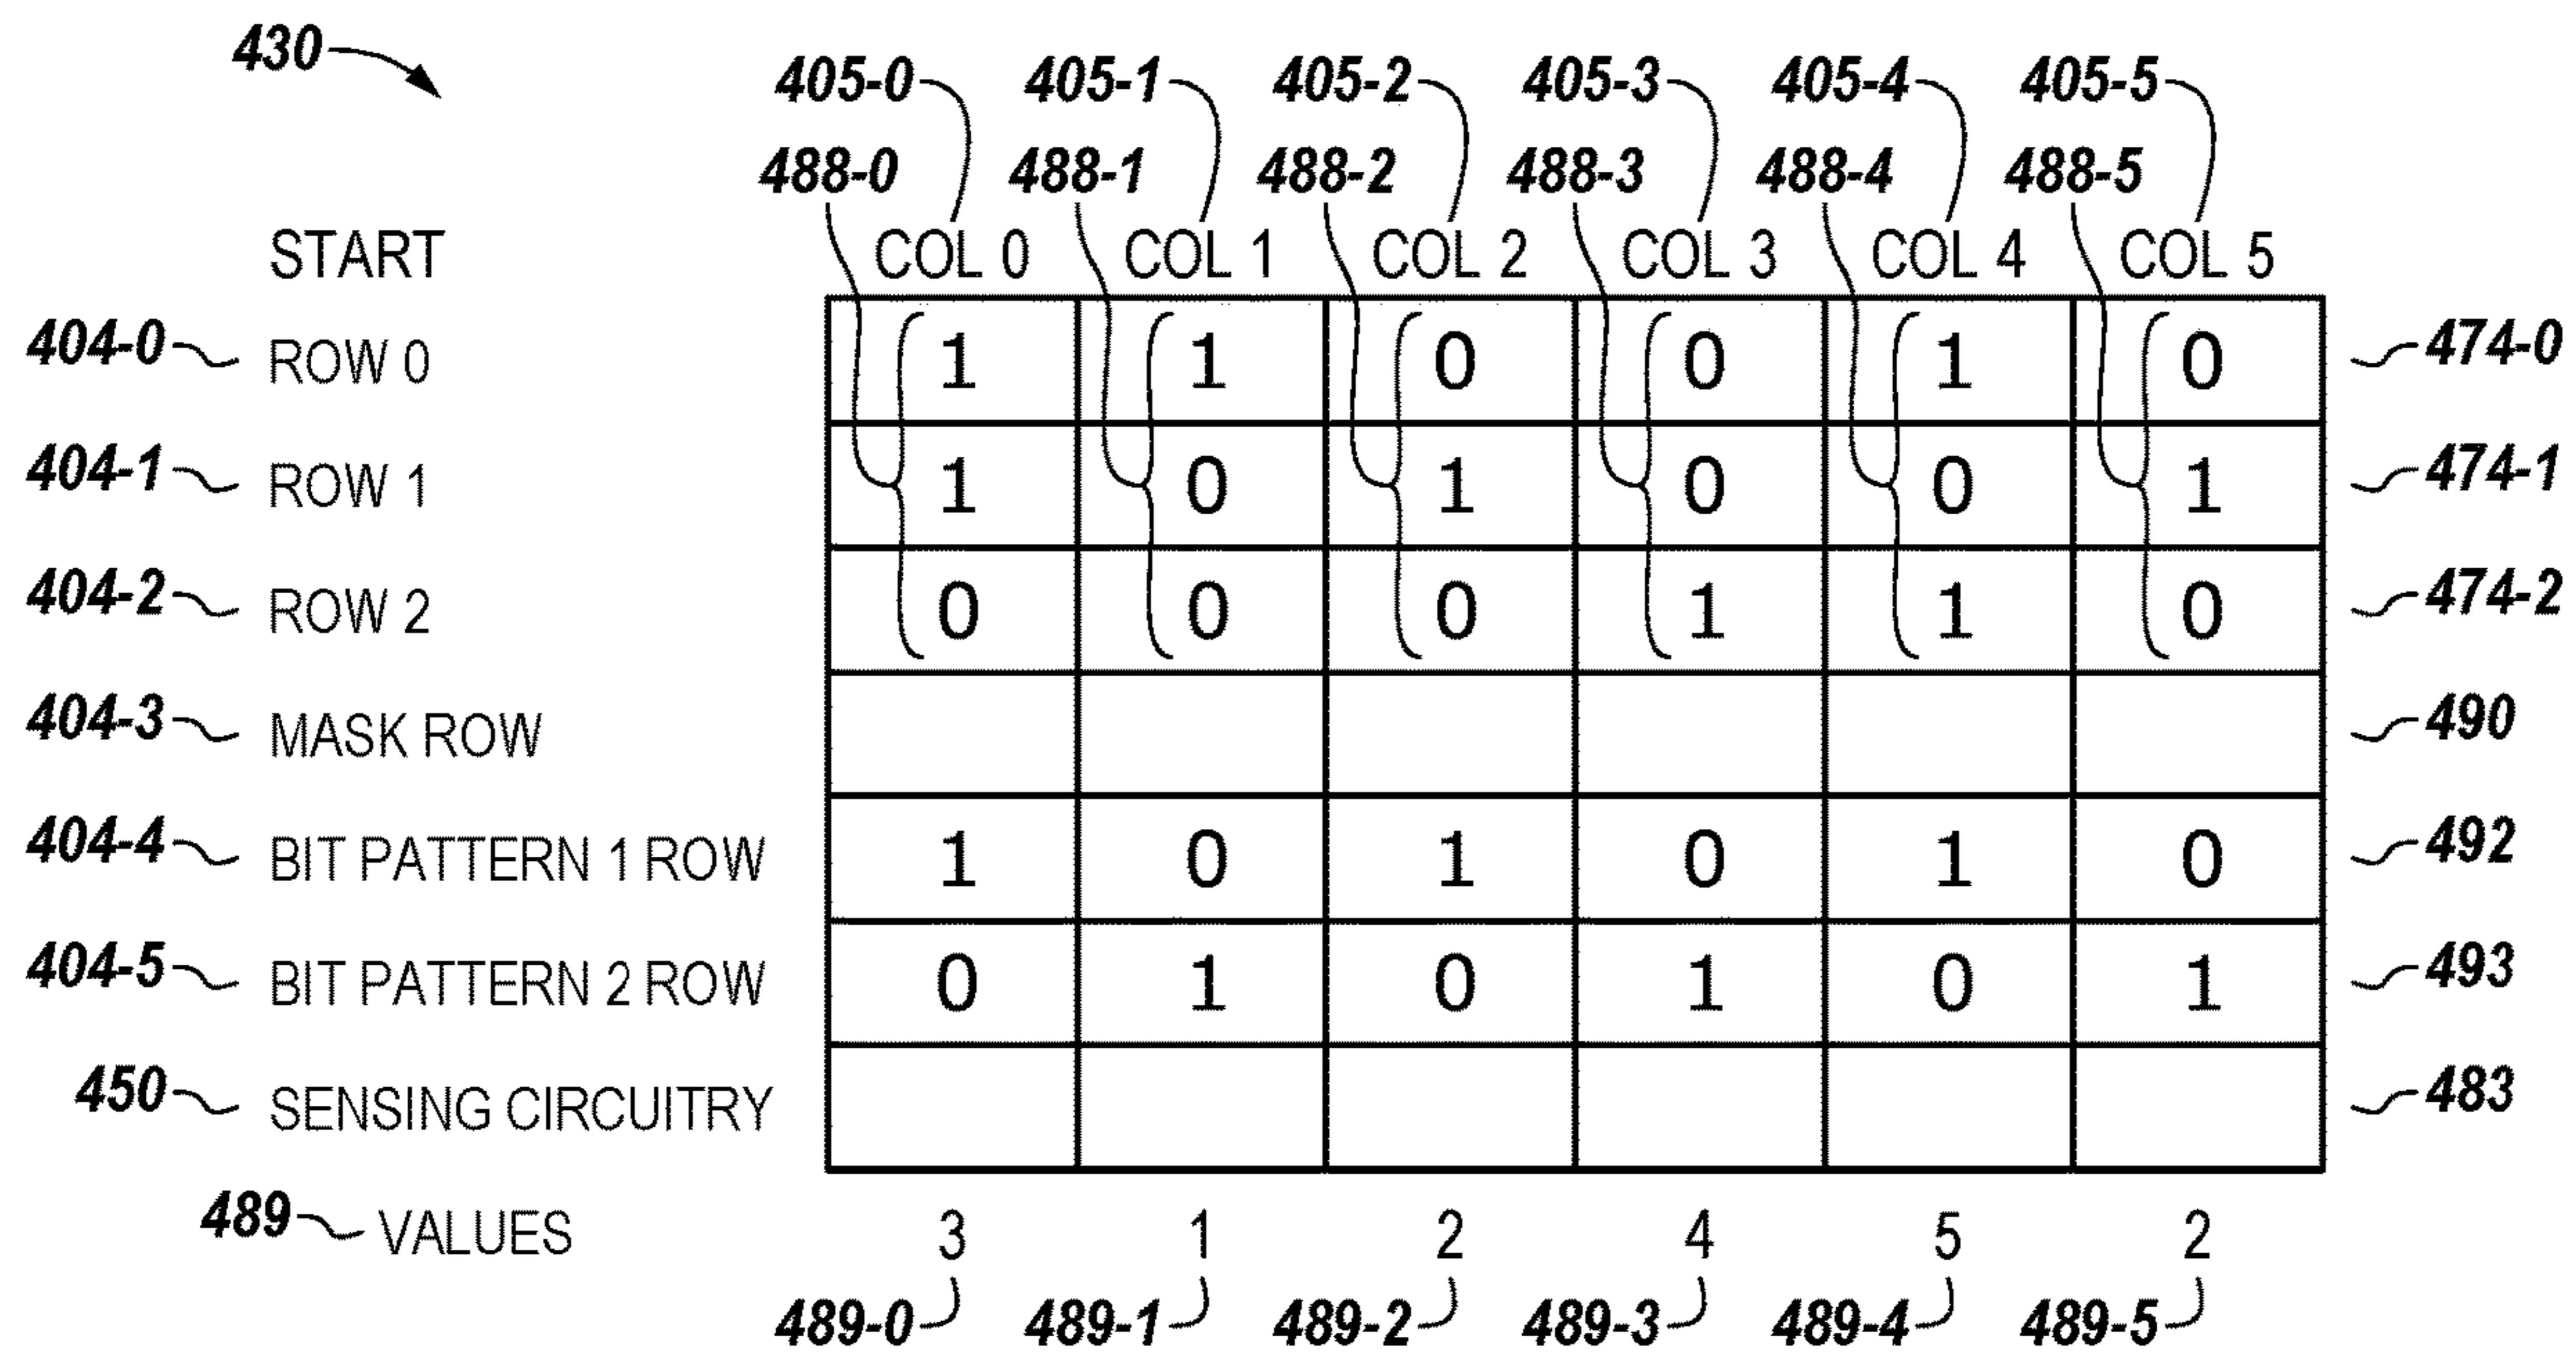 430
405-0 405-1 405-2 405-3 405-4 405-5
488-0 488-1 488-2 488-3 488-4 488-5
START COL 0 COL 1 COL 2 COL 3 COL 4 COL 5
404-0 ROW 0 1 1 0 0 1 0 474-0
404-1 ROW 1 1 0 1 0 0 1 474-1
404-2 ROW 2 0 0 0 1 1 0 474-2
404-3 MASK ROW 490
404-4 BIT PATTERN 1 ROW 1 0 1 0 1 0 492
404-5 BIT PATTERN 2 ROW 0 1 0 1 0 1 493
450 SENSING CIRCUITRY 483
489 VALUES 3 1 2 4 5 2
489-0 489-1 489-2 489-3 489-4 489-5